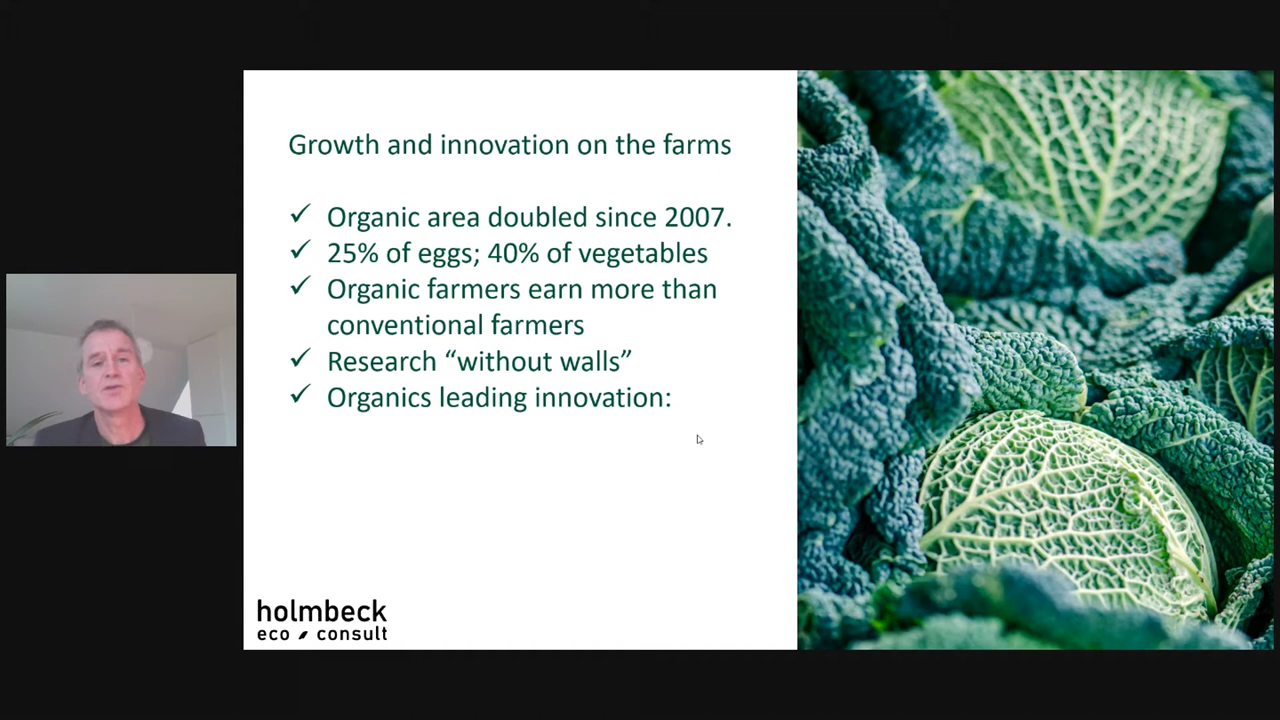 Growth and innovation on the farms
✓ Organic area doubled since 2007.
✓ 25% of eggs; 40% of vegetables
✓ Organic farmers earn more than
conventional farmers
✓ Research “without walls”
✓ Organics leading innovation:
holmbeck
eco consult